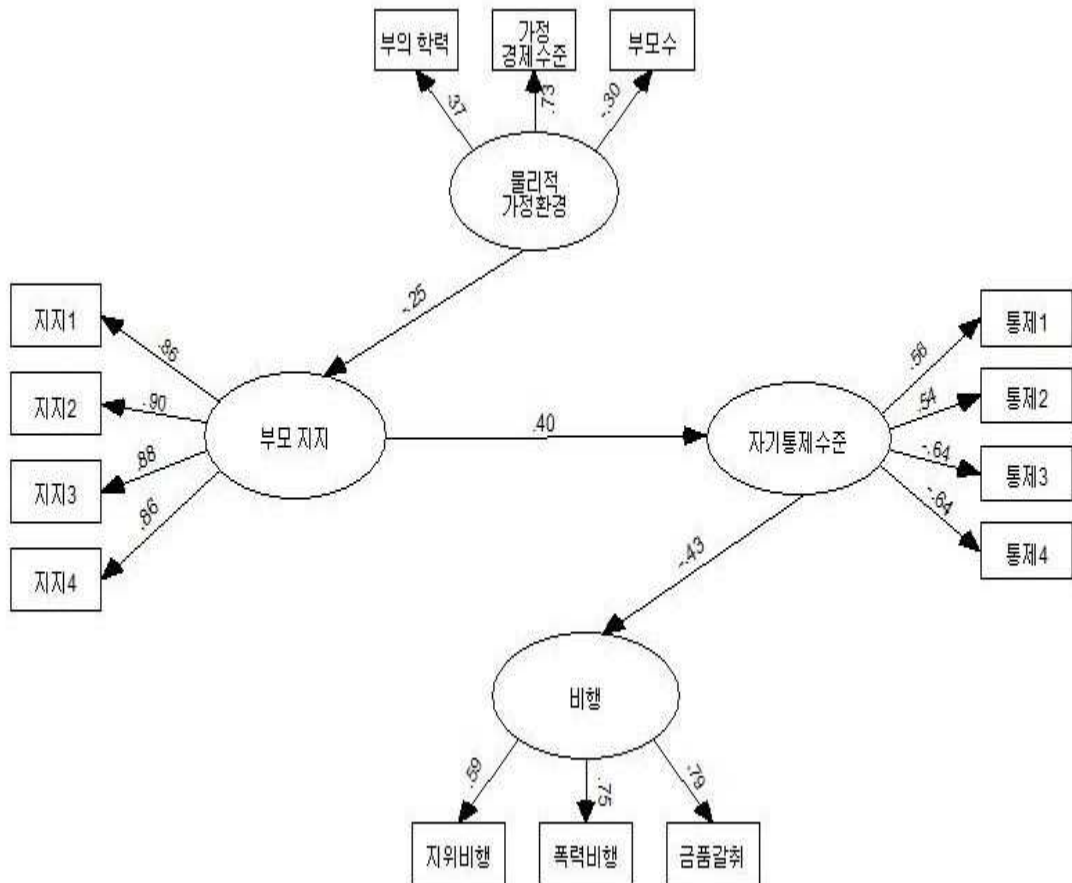 부의 학력
가정
경제수준
부모수
.37
.73
-.30
물리적
가정환경
-.25
지지1
지지2
지지3
지지4
.86
.90
.88
.86
부모 지지
.40
자기통제수준
.56
.54
-.64
-.64
통제1
통제2
통제3
통제4
-.43
비행
.59
.75
.79
지위비행
폭력비행
금품갈취